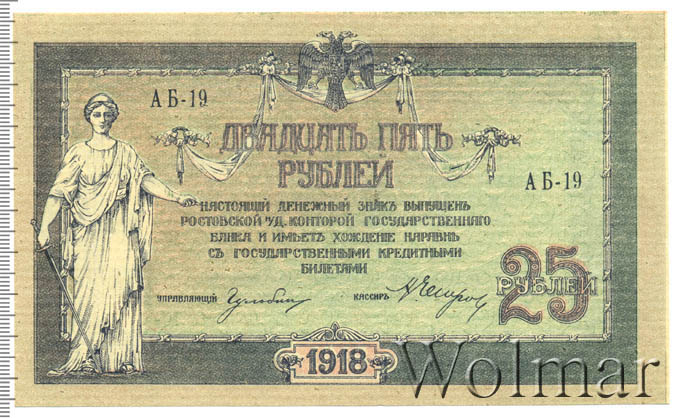 АБ-19
ДВАДЦАТЬ ПЯТЬ
РУБЛЕЙ
АБ-19
НАСТОЯЩІЙ ДЕНЕЖНЫЙ ЗНАКЪ ВЫПУЩЕНЪ
РОСТОВСКОЙ Н/Д. КОНТОРОЙ ГОСУДАРСТВЕННАГО
БАНКА И ИМѢЕТЪ ХОЖДЕНІЕ НАРАВНѢ
СЪ ГОСУДАРСТВЕННЫМИ КРЕДИТНЫМИ
БИЛЕТАМИ
25
РУБЛЕЙ
УПРАВЛЯЮЩІЙ
КАССИРЪ
1918
Wolmar